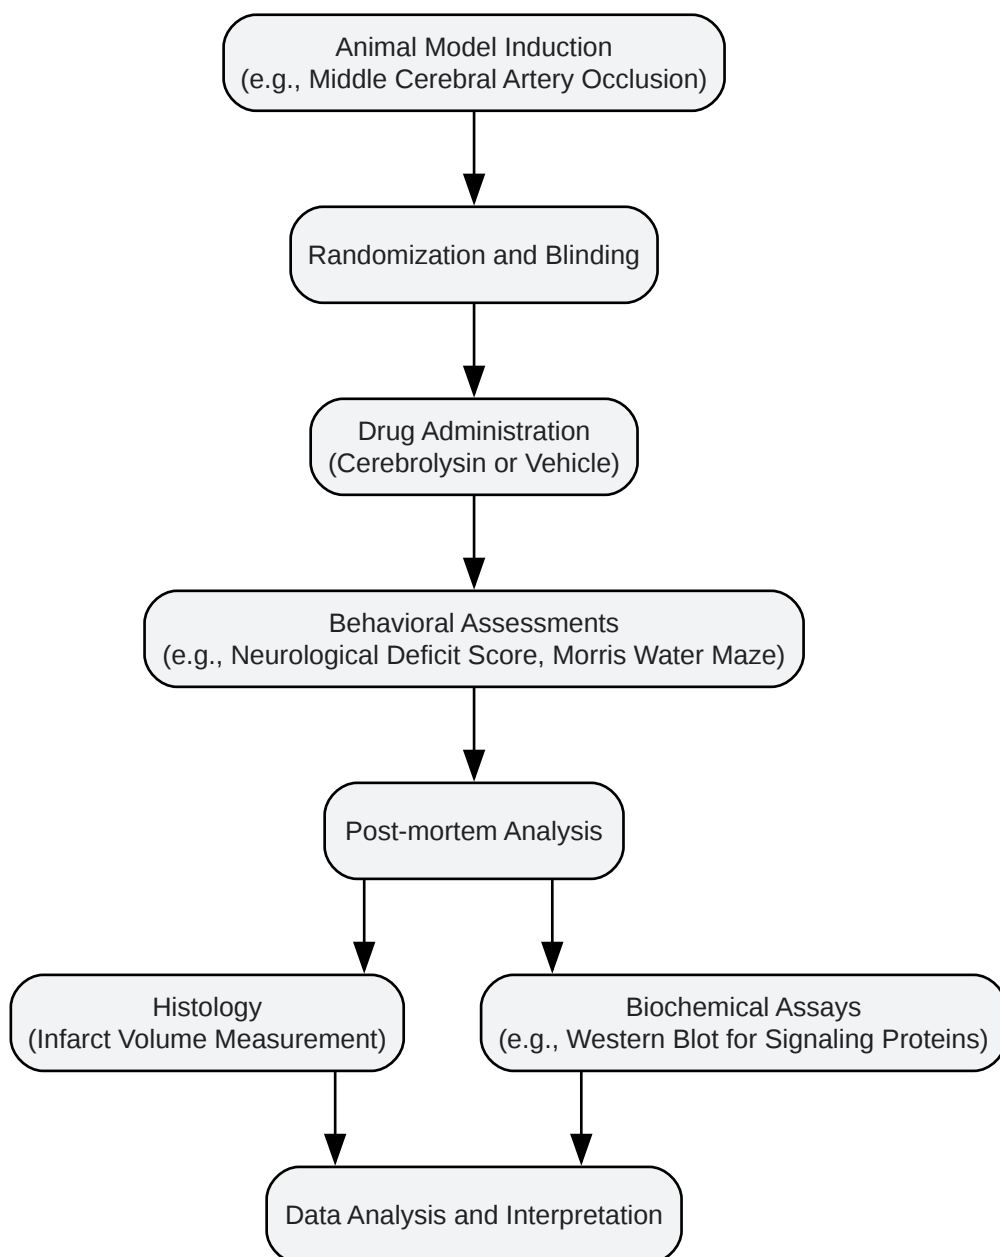 Animal Model Induction
(e.g., Middle Cerebral Artery Occlusion)
Randomization and Blinding
Drug Administration
(Cerebrolysin or Vehicle)
Behavioral Assessments
(e.g., Neurological Deficit Score, Morris Water Maze)
Post-mortem Analysis
Histology
(Infarct Volume Measurement)
Biochemical Assays
(e.g., Western Blot for Signaling Proteins)
Data Analysis and Interpretation